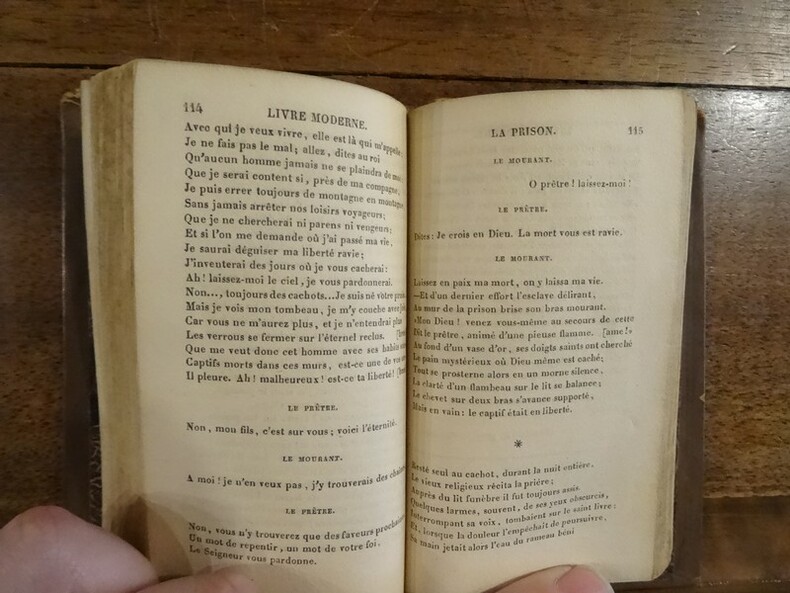 114
LIVRE MODERNE.
Avec qui je veux vivre, elle est là qui m'appelle:
Je ne fais pas le mal; allez, dites au roi
Qu'aucun homme jamais ne se plaindra de moi
Que je serai content si, près de ma compagne,
Je puis errer toujours de montagne en montagne
Sans jamais arrêter nos loisirs voyageurs;
Que je ne chercherai ni parens ni vengeurs;
Et si l'on me demande où j'ai passé ma vie,
Je saurai déguiser ma liberté ravie;
J'inventerai des jours où je vous cacherai:
Ah! laissez-moi le ciel, je vous pardonnerai.
Non..., toujours des cachots... Je suis né votre
Mais je vois mon tombeau, je m'y couche avec
Car vous ne m'aurez plus, et je n'entendrai plus
Les verrous se fermer sur l'éternel reclus.
Que me veut donc cet homme avec ses habits
Captifs morts dans ces murs, est-ce une de vos
Il pleure. Ah! malheureux! est-ce ta liberté!
LE PRÊTRE.
Non, mon fils, c'est sur vous; voici l'éternité.
LE MOURANT.
A moi! je n'en veux pas, j'y trouverais des chaînes
LE PRÊTRE.
Non, vous n'y trouverez que des faveurs prochaines
Un mot de repentir, un mot de votre foi.
Le Seigneur vous pardonne.
LA PRISON.
115
LE MOURANT.
O prêtre! laissez-moi!
LE PRÊTRE.
Dites: Je crois en Dieu. La mort vous est ravie.
LE MOURANT.
Laissez en paix ma mort, on y laissa ma vie.
—Et d'un dernier effort l'esclave délirant,
Au mur de la prison brise son bras mourant.
«Mon Dieu! venez vous-même au secours de cette
Dit le prêtre, animé d'une pieuse flamme. [ame!»
Au fond d'un vase d'or, ses doigts saints ont cherché
Le pain mystérieux où Dieu même est caché;
Tout se prosterne alors en un morne silence,
La clarté d'un flambeau sur le lit se balance;
Le chevet sur deux bras s'avance supporté,
Mais en vain: le captif était en liberté.
*
Resté seul au cachot, durant la nuit entière,
Le vieux religieux récita la prière;
Auprès du lit funèbre il fut toujours assis
Quelques larmes, souvent, de ses yeux obscurcis,
Interrompant sa voix, tombaient sur le saint livre;
Et, lorsque la douleur l'empêchait de poursuivre,
Sa main jetait alors l'eau du rameau béni